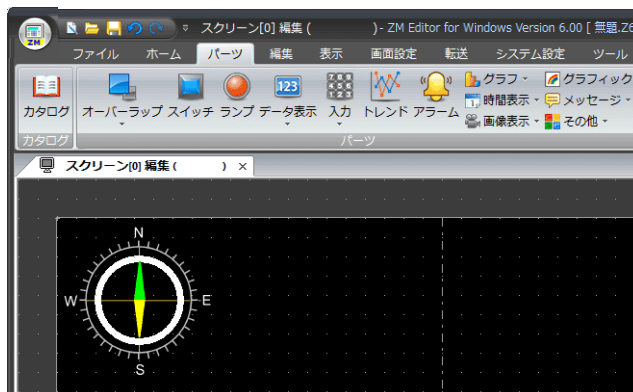 スクリーン[0] 編集 ( )- ZM Editor for Windows Version 6.00 [ 無題.Z6
ZM
ファイル ホーム パーツ 編集 表示 画面設定 転送 システム設定 ツール
カタログ オーバーラップ スイッチ ランプ データ表示 入力 トレンド アラーム
123
グラフ グラフィック
時間表示 メッセージ
画像表示 その他
カタログ パーツ
スクリーン[0] 編集 ( ) ×
N
W E
S